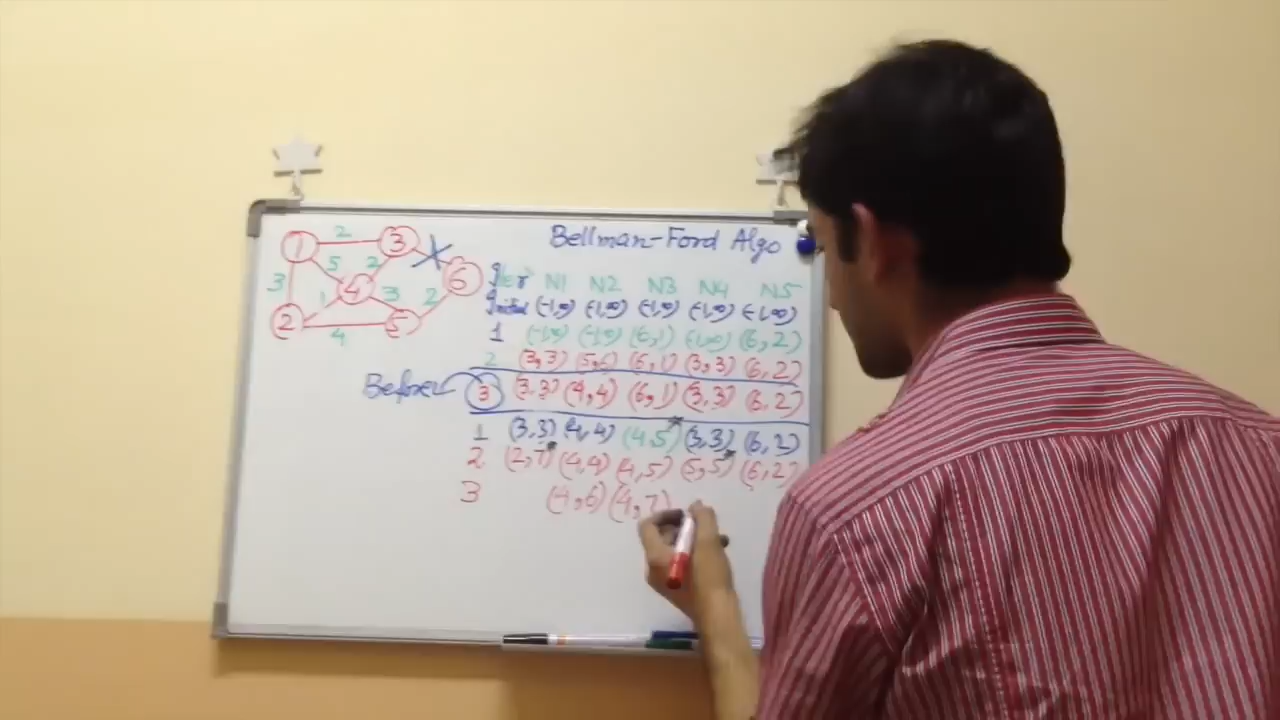 Bellman-Ford Algo
1 2 3
5 2 6
3 4 3
1 2
2 4 5
Iterⁿ N1 N2 N3 N4 N5
Initial (-1,∞) (-1,∞) (-1,∞) (-1,∞) (-1,∞)
1 (-1,∞) (-1,∞) (6,1) (-1,∞) (6,2)
2 (3,3) (5,6) (6,1) (3,3) (6,2)
Before 3 (3,3) (4,4) (6,1) (3,3) (6,2)
1 (3,3) (4,4) (4,5)* (3,3) (6,2)
2 (2,7)* (4,4) (4,5) (5,5)* (6,2)
3 (4,6) (4,7)